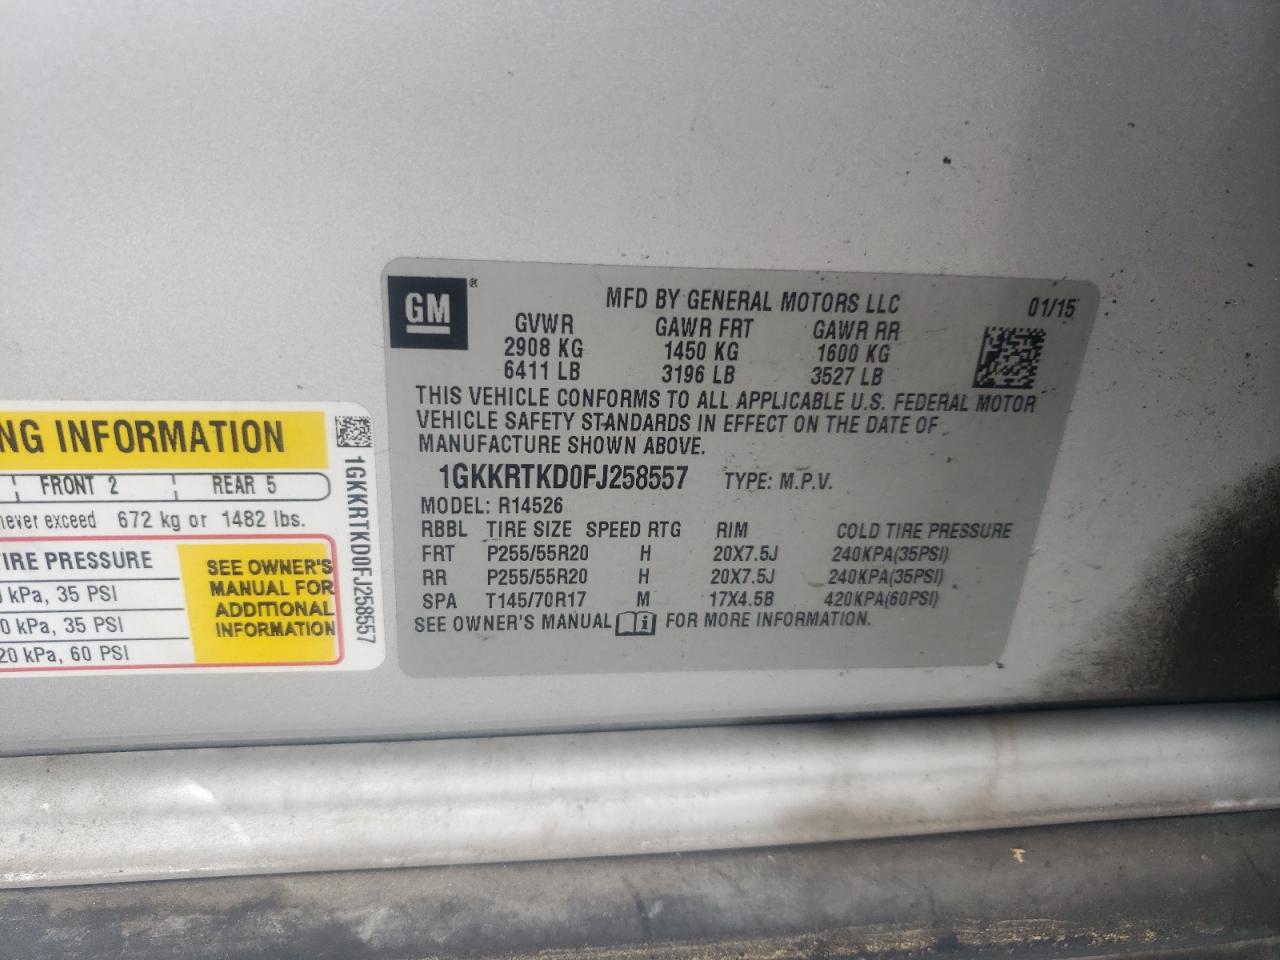 GM
®
MFD BY GENERAL MOTORS LLC 01/15
GVWR GAWR FRT GAWR RR
2908 KG 1450 KG 1600 KG
6411 LB 3196 LB 3527 LB
THIS VEHICLE CONFORMS TO ALL APPLICABLE U.S. FEDERAL MOTOR
VEHICLE SAFETY STANDARDS IN EFFECT ON THE DATE OF
MANUFACTURE SHOWN ABOVE.
1GKKRTKD0FJ258557 TYPE: M.P.V.
MODEL: R14526
RBBL TIRE SIZE SPEED RTG RIM COLD TIRE PRESSURE
FRT P255/55R20 H 20X7.5J 240KPA(35PSI)
RR P255/55R20 H 20X7.5J 240KPA(35PSI)
SPA T145/70R17 M 17X4.5B 420KPA(60PSI)
SEE OWNER'S MANUAL i FOR MORE INFORMATION.
NG INFORMATION
FRONT 2 REAR 5
never exceed 672 kg or 1482 lbs.
IRE PRESSURE
kPa, 35 PSI
0 kPa, 35 PSI
20 kPa, 60 PSI
SEE OWNER'S
MANUAL FOR
ADDITIONAL
INFORMATION
1GKKRTKD0FJ258557